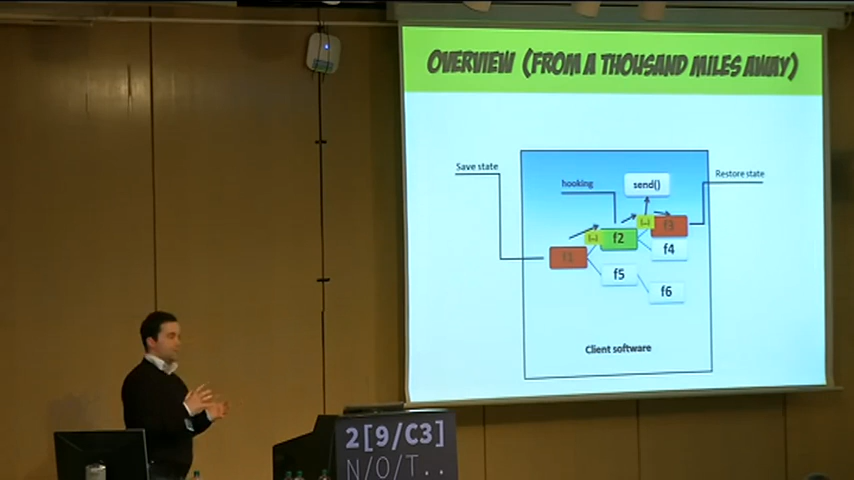 OVERVIEW (FROM A THOUSAND MILES AWAY)
Save state
hooking
send()
Restore state
[...]
[...]
f3
f2
f1
f4
f5
f6
Client software
2[9/C3]
N/O/T..